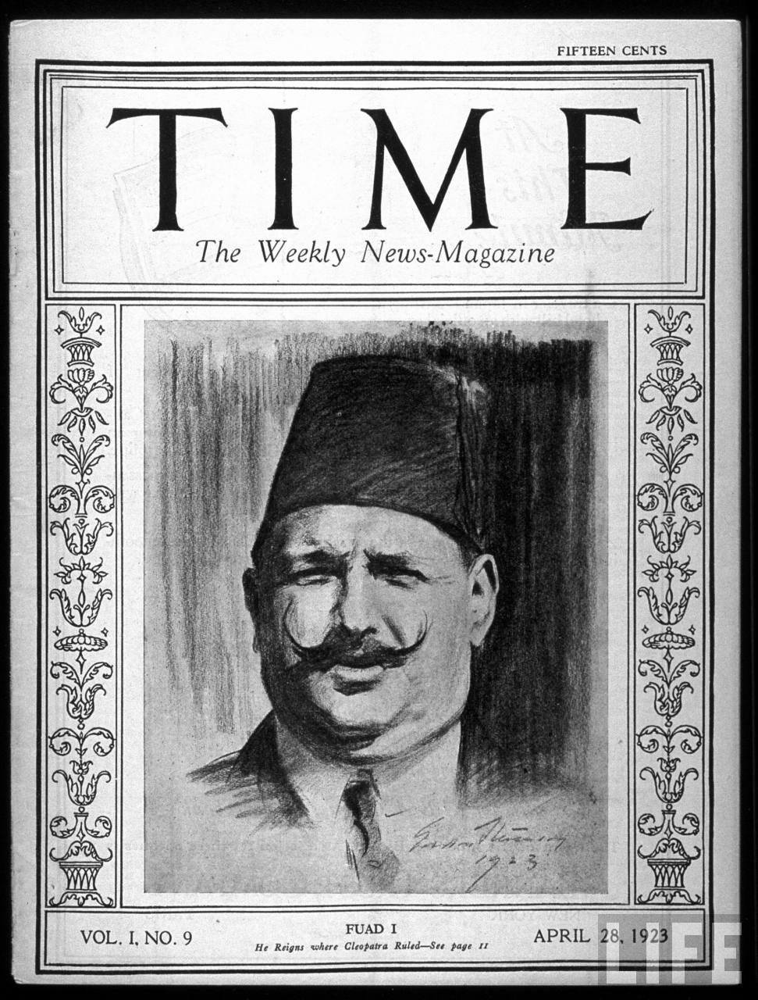 FIFTEEN CENTS
TIME
The Weekly News-Magazine
1923
VOL. I, NO. 9
FUAD I
He Reigns where Cleopatra Ruled—See page 11
APRIL 28, 1923
LIFE